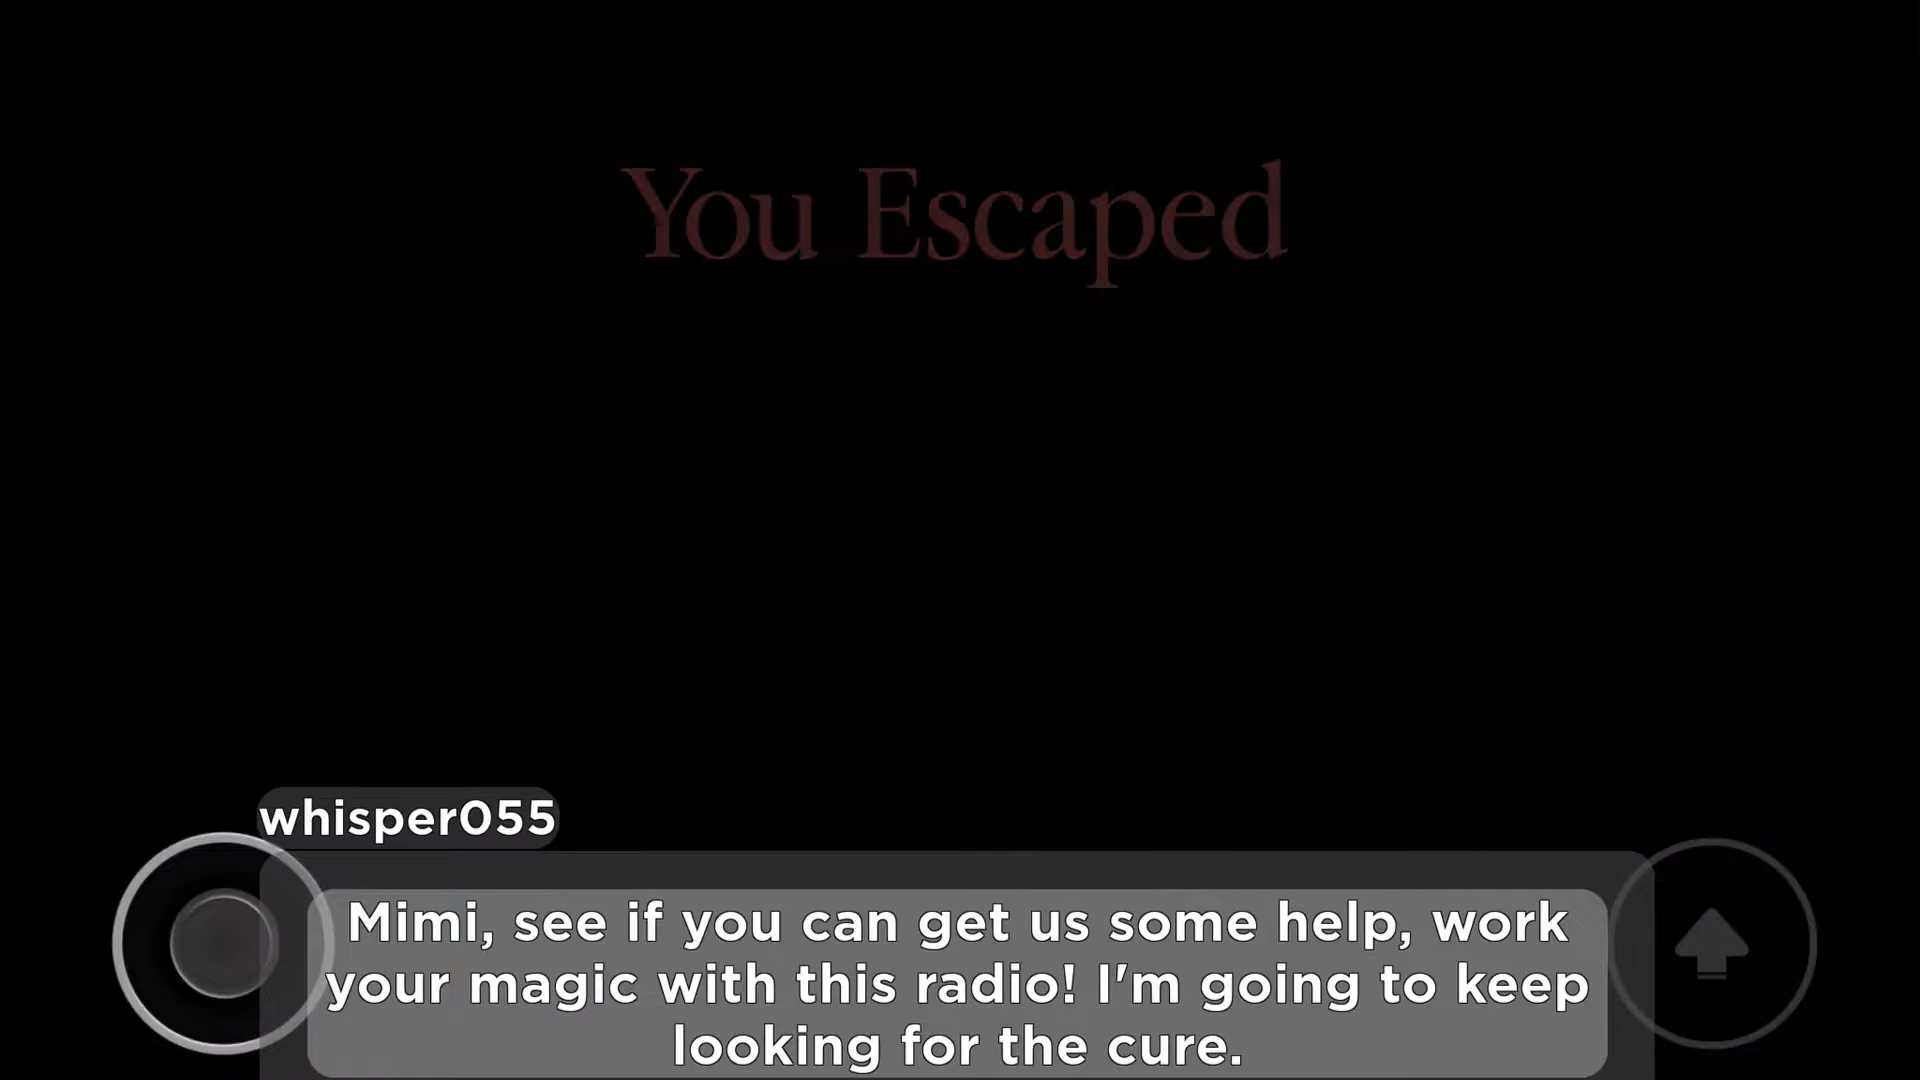 You Escaped
whisper055
Mimi, see if you can get us some help, work
your magic with this radio! I'm going to keep
looking for the cure.